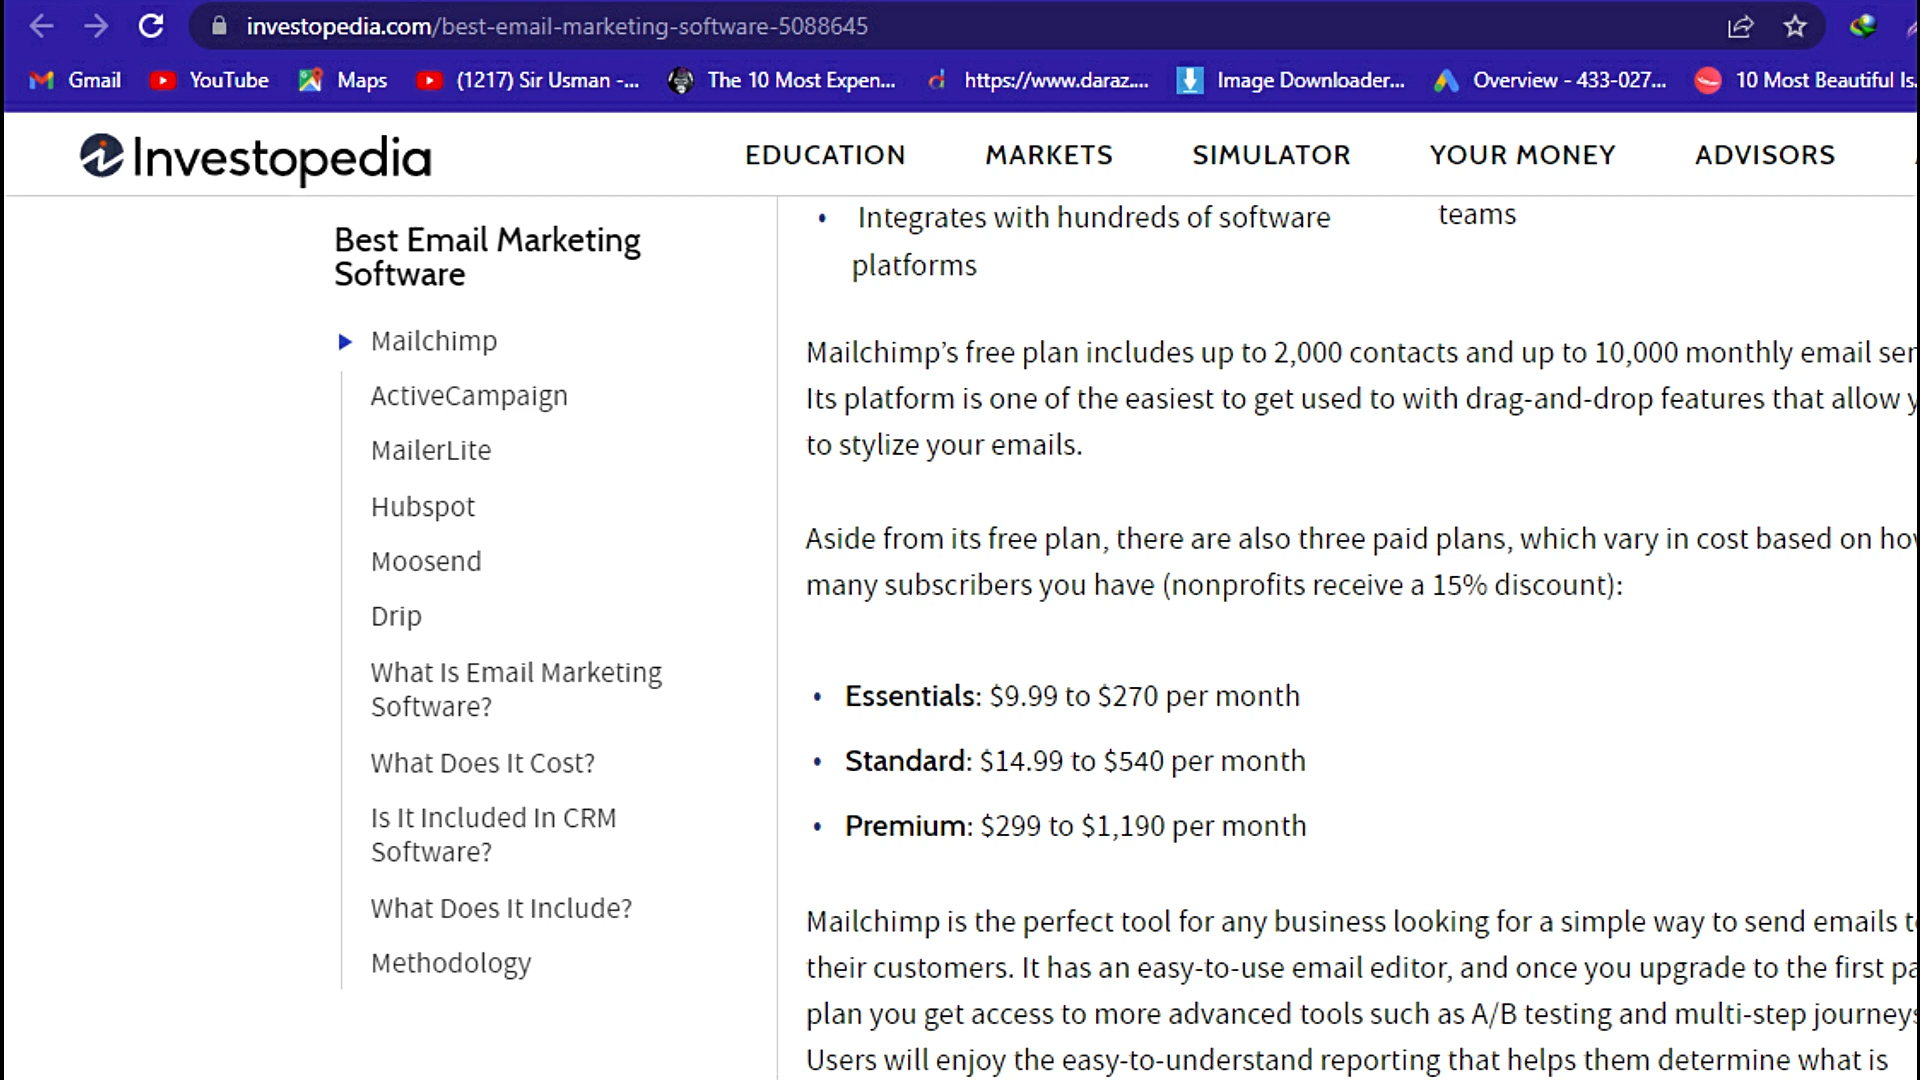 investopedia.com/best-email-marketing-software-5088645
Gmail YouTube Maps (1217) Sir Usman -... The 10 Most Expen... https://www.daraz.... Image Downloader... Overview - 433-027... 10 Most Beautiful Is.
Investopedia EDUCATION MARKETS SIMULATOR YOUR MONEY ADVISORS
Best Email Marketing
Software
Mailchimp
ActiveCampaign
MailerLite
Hubspot
Moosend
Drip
What Is Email Marketing
Software?
What Does It Cost?
Is It Included In CRM
Software?
What Does It Include?
Methodology
• Integrates with hundreds of software
platforms
teams
Mailchimp’s free plan includes up to 2,000 contacts and up to 10,000 monthly email
Its platform is one of the easiest to get used to with drag-and-drop features that allow
to stylize your emails.
Aside from its free plan, there are also three paid plans, which vary in cost based on
many subscribers you have (nonprofits receive a 15% discount):
• Essentials: $9.99 to $270 per month
• Standard: $14.99 to $540 per month
• Premium: $299 to $1,190 per month
Mailchimp is the perfect tool for any business looking for a simple way to send emails
their customers. It has an easy-to-use email editor, and once you upgrade to the first
plan you get access to more advanced tools such as A/B testing and multi-step journeys
Users will enjoy the easy-to-understand reporting that helps them determine what is